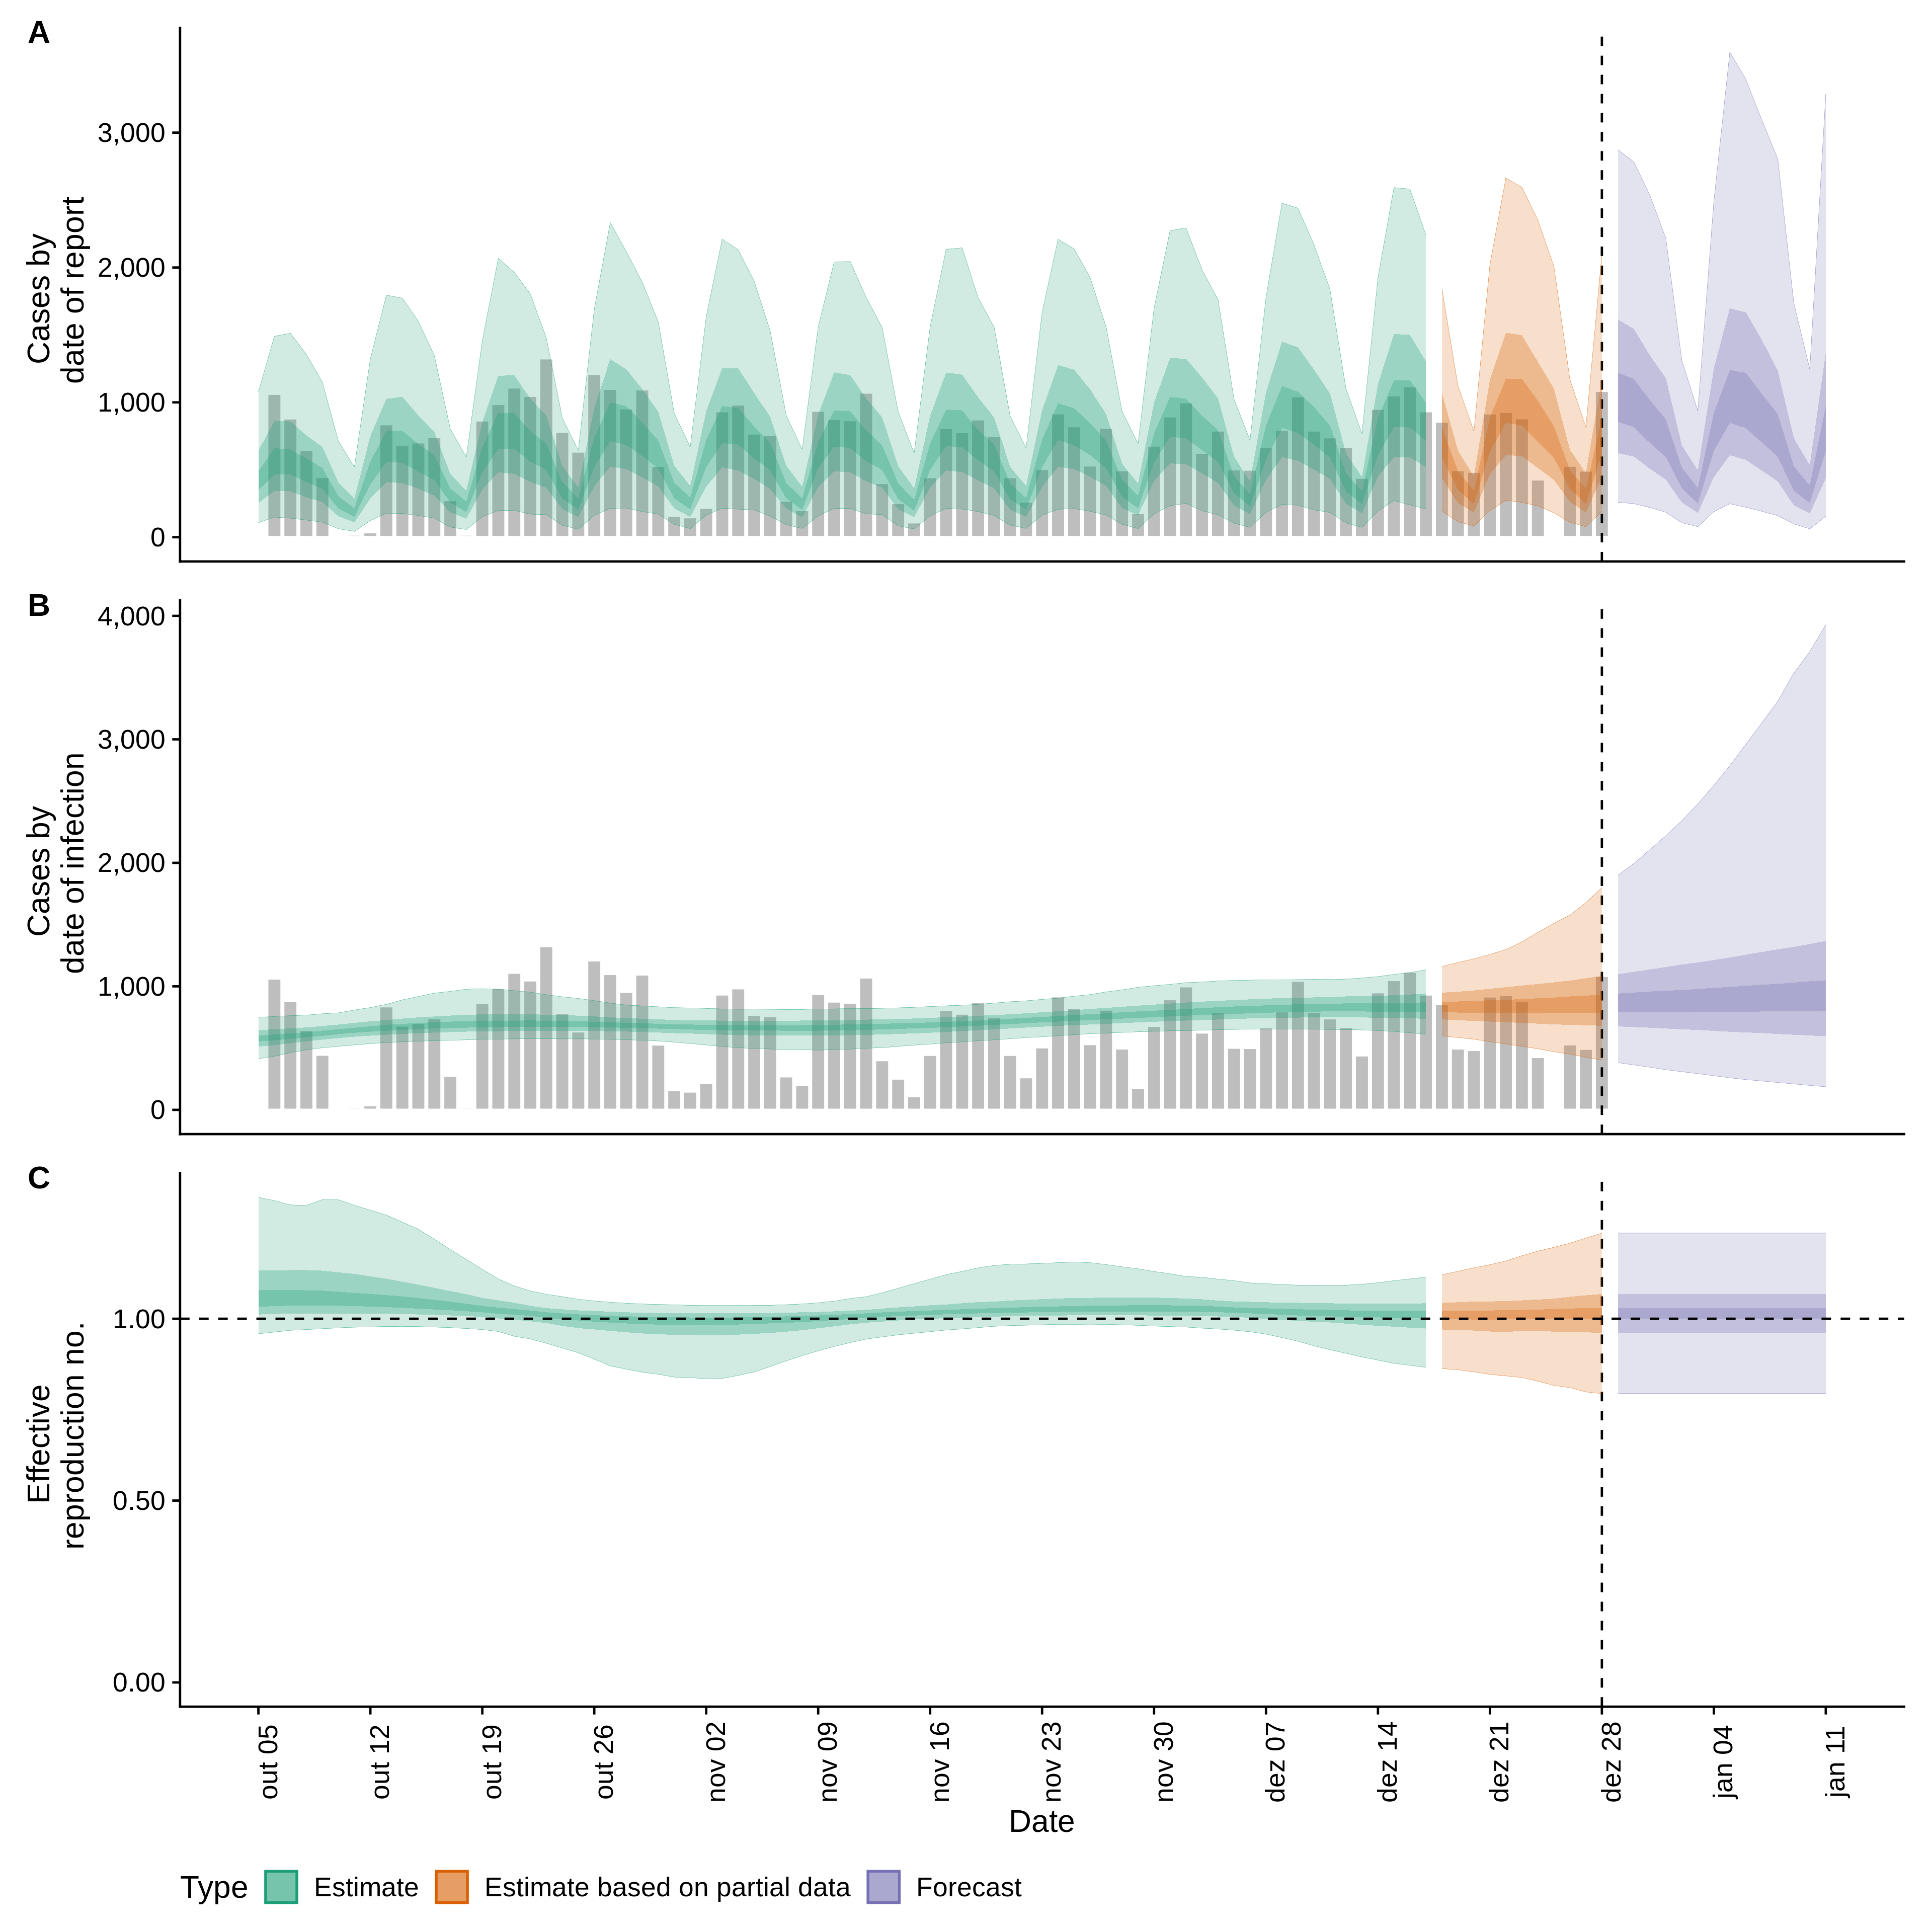 A
Cases by
date of report
3,000
2,000
1,000
0
B
Cases by
date of infection
4,000
3,000
2,000
1,000
0
C
Effective
reproduction no.
1.00
0.50
0.00
out 05
out 12
out 19
out 26
nov 02
nov 09
nov 16
nov 23
nov 30
dez 07
dez 14
dez 21
dez 28
jan 04
jan 11
Date
Type Estimate Estimate based on partial data Forecast